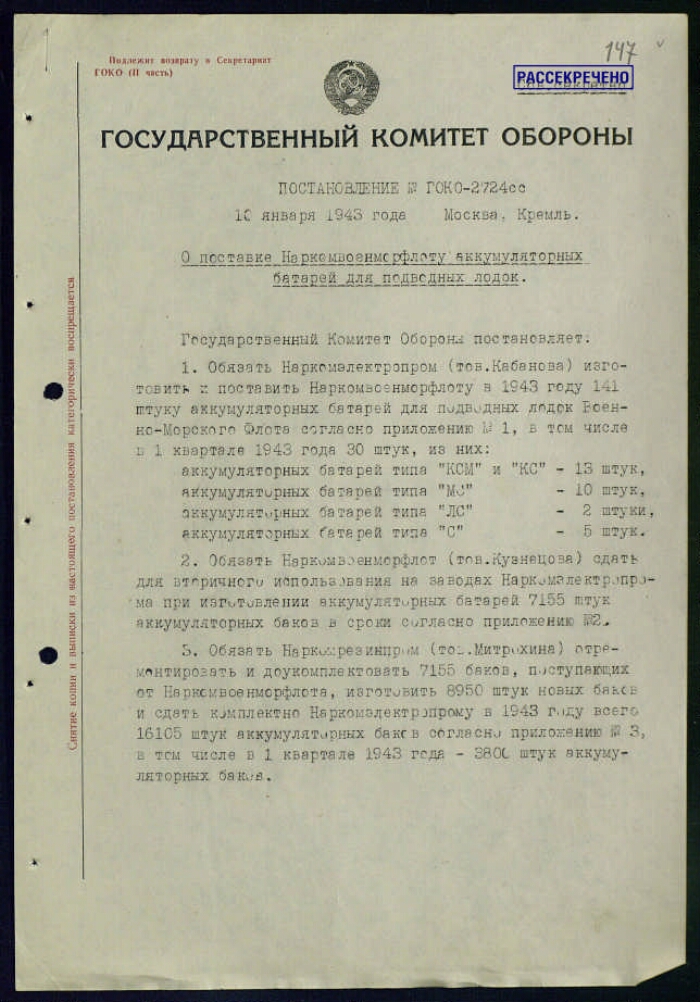 147
Подлежит возврату в Секретариат
ГОКО (II часть)
РАССЕКРЕЧЕНО
Сов.секретно
ГОСУДАРСТВЕННЫЙ КОМИТЕТ ОБОРОНЫ
ПОСТАНОВЛЕНИЕ № ГОКО-2724сс
10 января 1943 года Москва, Кремль.
О поставке Наркомвоенморфлоту аккумуляторных
батарей для подводных лодок.
Государственный Комитет Обороны постановляет:
1. Обязать Наркомэлектропром (тов.Кабанова) изго-
товить и поставить Наркомвоенморфлоту в 1943 году 141
штуку аккумуляторных батарей для подводных лодок Воен-
но-Морского Флота согласно приложению № 1, в том числе
в 1 квартале 1943 года 30 штук, из них:
аккумуляторных батарей типа "КСМ" и "КС" - 13 штук,
аккумуляторных батарей типа "МС" - 10 штук,
аккумуляторных батарей типа "ЛС" - 2 штуки,
аккумуляторных батарей типа "С" - 5 штук.
2. Обязать Наркомвоенморфлот (тов.Кузнецова) сдать
для вторичного использования на заводах Наркомэлектропро-
ма при изготовлении аккумуляторных батарей 7155 штук
аккумуляторных баков в сроки согласно приложению №2.
3. Обязать Наркомрезинпром (тов.Митрохина) отре-
монтировать и доукомплектовать 7155 баков, поступающих
от Наркомвоенморфлота, изготовить 8950 штук новых баков
и сдать комплектно Наркомэлектропрому в 1943 году всего
16105 штук аккумуляторных баков согласно приложению № 3,
в том числе в 1 квартале 1943 года - 3800 штук аккуму-
ляторных баков.
Снятие копии и выписки из настоящего постановления категорически воспрещается